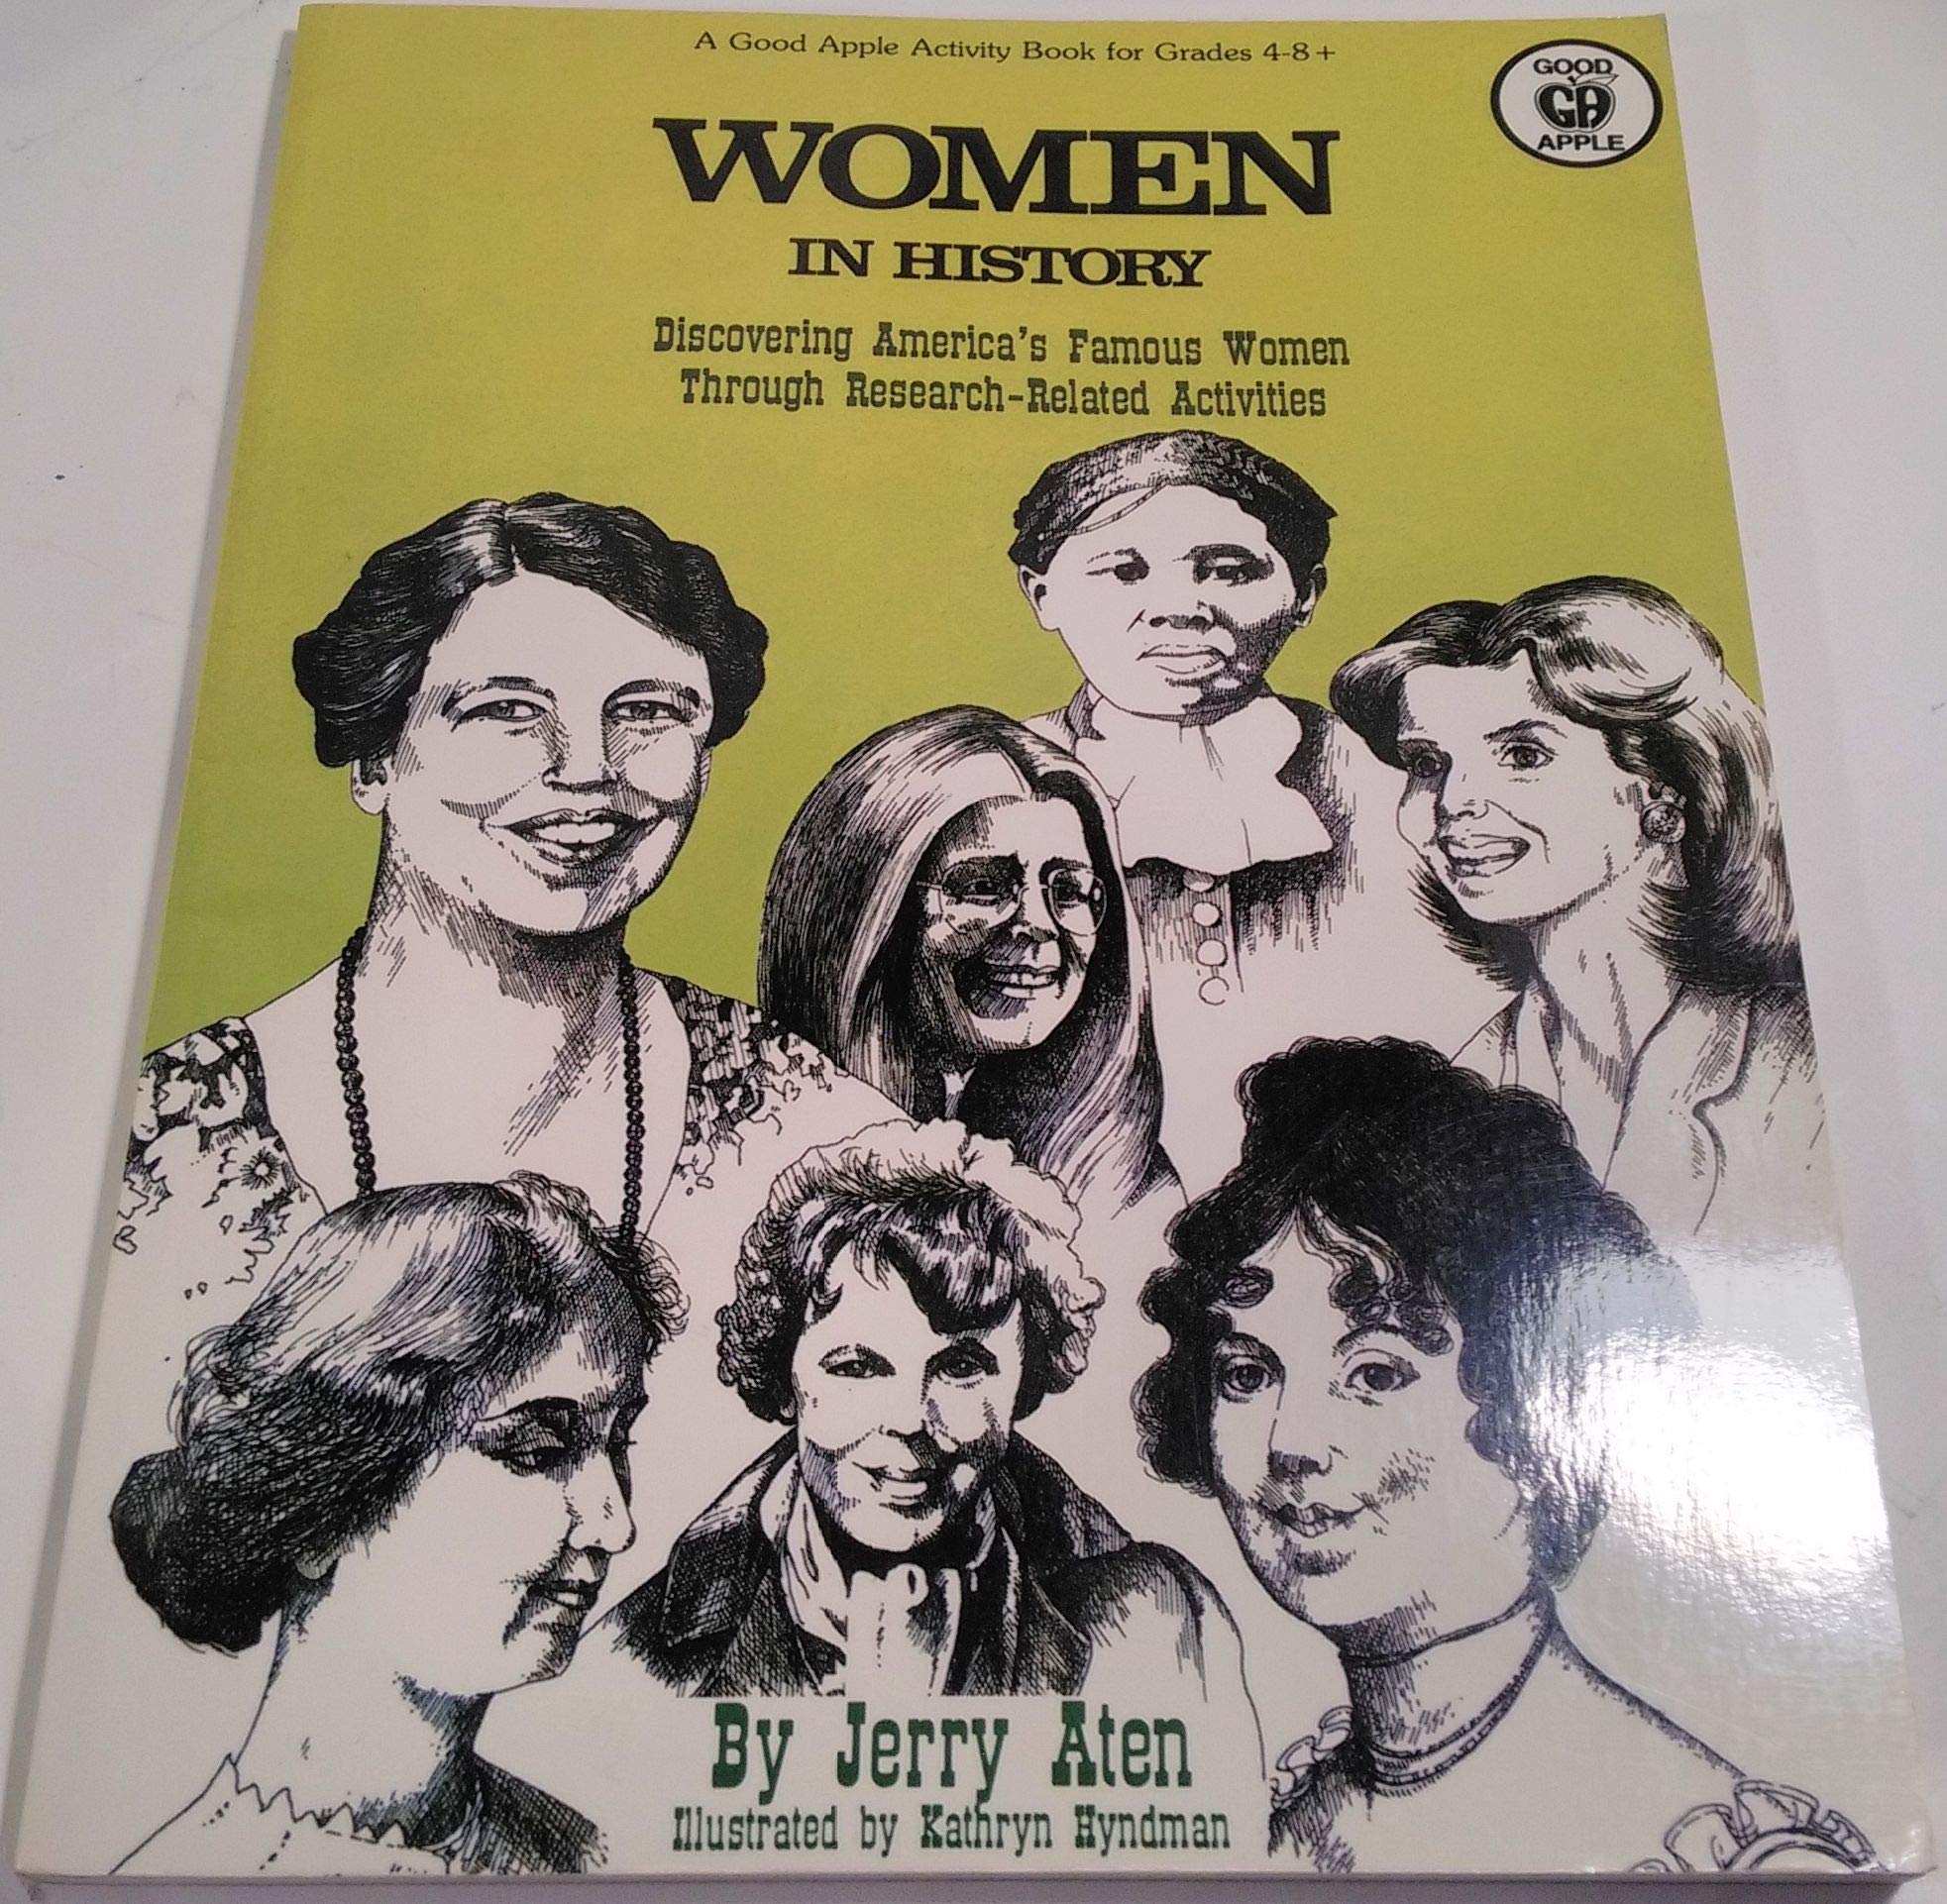 A Good Apple Activity Book for Grades 4-8+
GOOD
GA
APPLE
WOMEN
IN HISTORY
Discovering America's Famous Women
Through Research-Related Activities
By Jerry Aten
Illustrated by Kathryn Hyndman